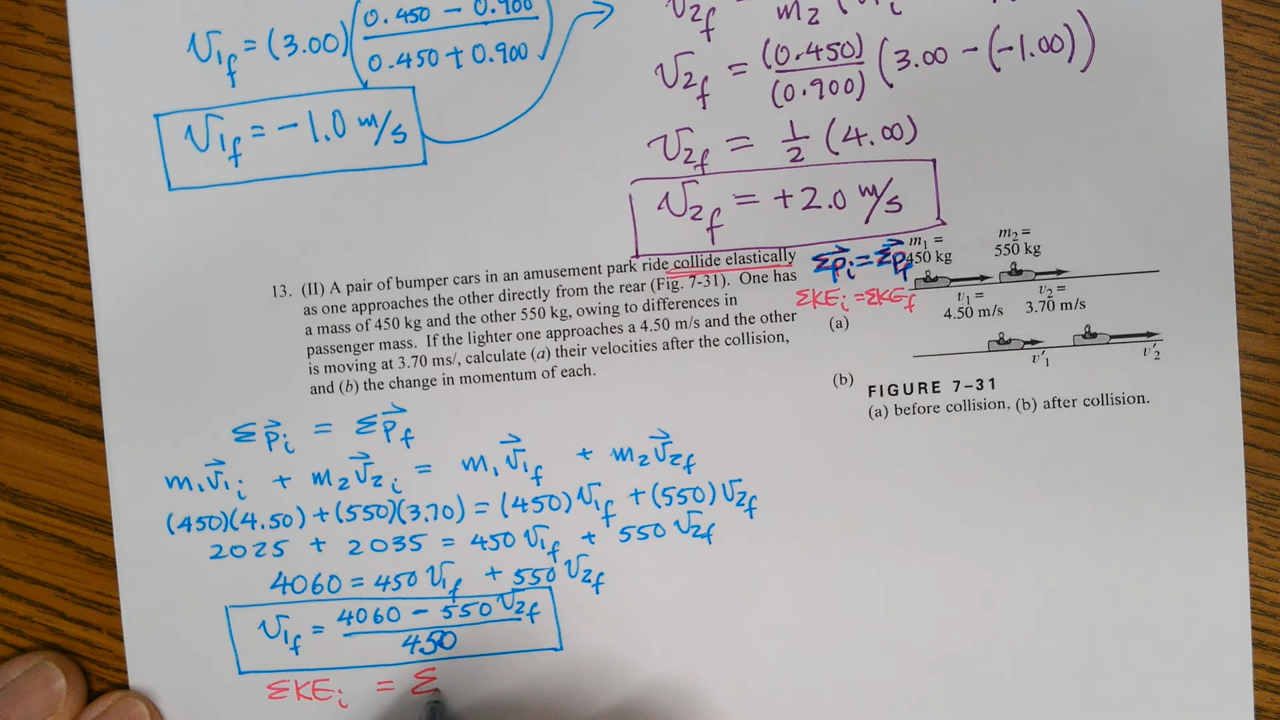 0.450 - 0.900
V1f = (3.00)
0.450 + 0.900
V1f = -1.0 m/s
V2f
m2
V2f = (0.450) (3.00 - (-1.00))
(0.900)
V2f = 1/2 (4.00)
V2f = +2.0 m/s
13. (II) A pair of bumper cars in an amusement park ride collide elastically
as one approaches the other directly from the rear (Fig. 7-31). One has
a mass of 450 kg and the other 550 kg, owing to differences in
passenger mass. If the lighter one approaches a 4.50 m/s and the other
is moving at 3.70 ms/, calculate (a) their velocities after the collision,
and (b) the change in momentum of each.
Σp⃗i = Σp⃗f
ΣKEi = ΣKEf
m1 =
450 kg
m2 =
550 kg
v1 =
4.50 m/s
v2 =
3.70 m/s
(a)
v'1
v'2
(b)
FIGURE 7-31
(a) before collision, (b) after collision.
Σp⃗i = Σp⃗f
m1V⃗1i + m2V⃗2i = m1V⃗1f + m2V⃗2f
(450)(4.50) + (550)(3.70) = (450)V1f + (550)V2f
2025 + 2035 = 450 V1f + 550 V2f
4060 = 450 V1f + 550 V2f
V1f = 4060 - 550 V2f
450
ΣKEi = Σ